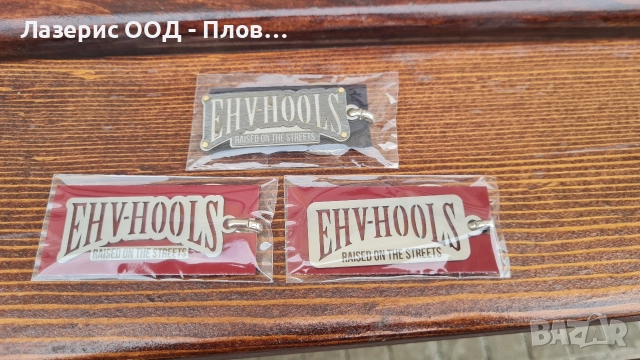 Лазерис ООД - Плов...
EHV-HOOLS
RAISED ON THE STREETS
EHV-HOOLS
RAISED ON THE STREETS
EHV-HOOLS
RAISED ON THE STREETS
BAZAR